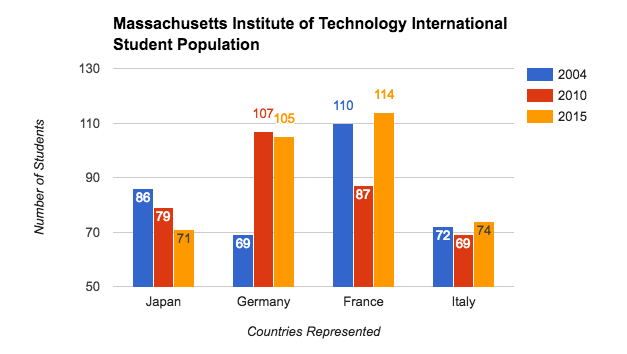 Massachusetts Institute of Technology International
Student Population
130
110
90
70
50
Number of Students
86
79
71
69
107
105
110
87
114
72
69
74
Japan
Germany
France
Italy
Countries Represented
2004
2010
2015